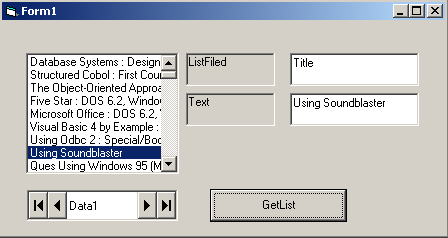 Form1
Database Systems : Design
Structured Cobol : First Cour
The Object-Oriented Approa
Five Star : DOS 6.2, Window
Microsoft Office : DOS 6.2,
Visual Basic 4 by Example :
Using Odbc 2 : Special/Boo
Using Soundblaster
Ques Using Windows 95 (M
ListFiled
Title
Text
Using Soundblaster
Data1
GetList